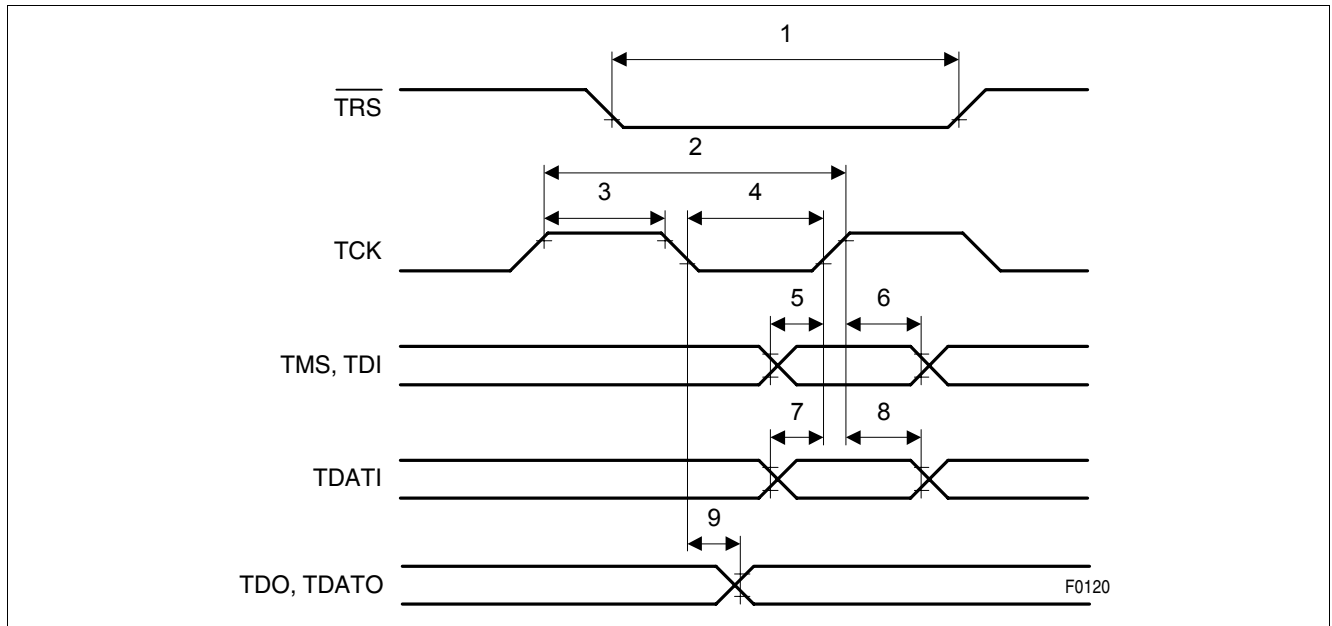 1
TRS
2
3 4
TCK
5 6
TMS, TDI
7 8
TDATI
9
TDO, TDATO
F0120